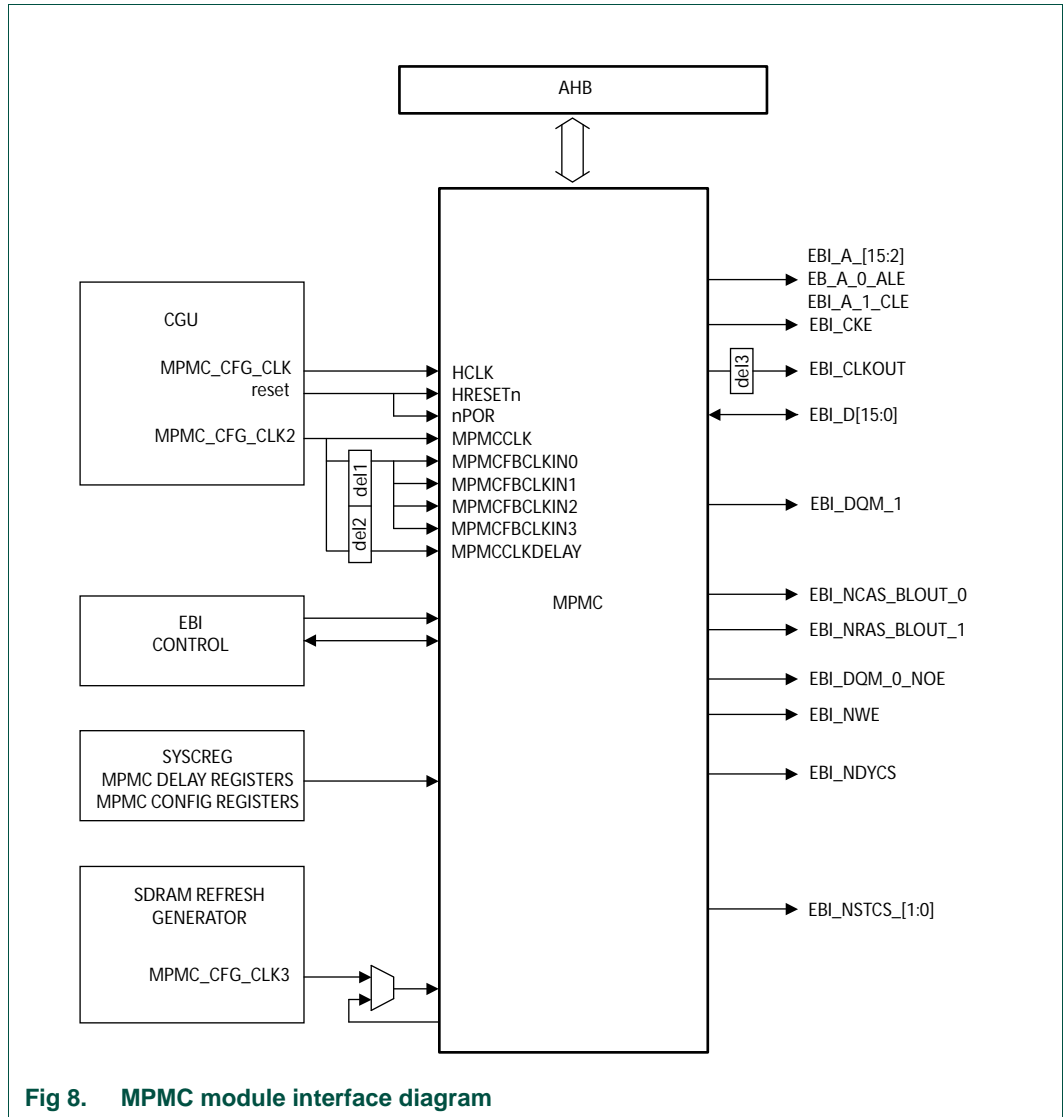 AHB
CGU
MPMC_CFG_CLK
reset
MPMC_CFG_CLK2
del1
del2
HCLK
HRESETn
nPOR
MPMCCLK
MPMCFBCLKIN0
MPMCFBCLKIN1
MPMCFBCLKIN2
MPMCFBCLKIN3
MPMCCLKDELAY
MPMC
EBI
CONTROL
SYSCREG
MPMC DELAY REGISTERS
MPMC CONFIG REGISTERS
SDRAM REFRESH
GENERATOR
MPMC_CFG_CLK3
EBI_A_[15:2]
EB_A_0_ALE
EBI_A_1_CLE
EBI_CKE
del3
EBI_CLKOUT
EBI_D[15:0]
EBI_DQM_1
EBI_NCAS_BLOUT_0
EBI_NRAS_BLOUT_1
EBI_DQM_0_NOE
EBI_NWE
EBI_NDYCS
EBI_NSTCS_[1:0]
Fig 8. MPMC module interface diagram